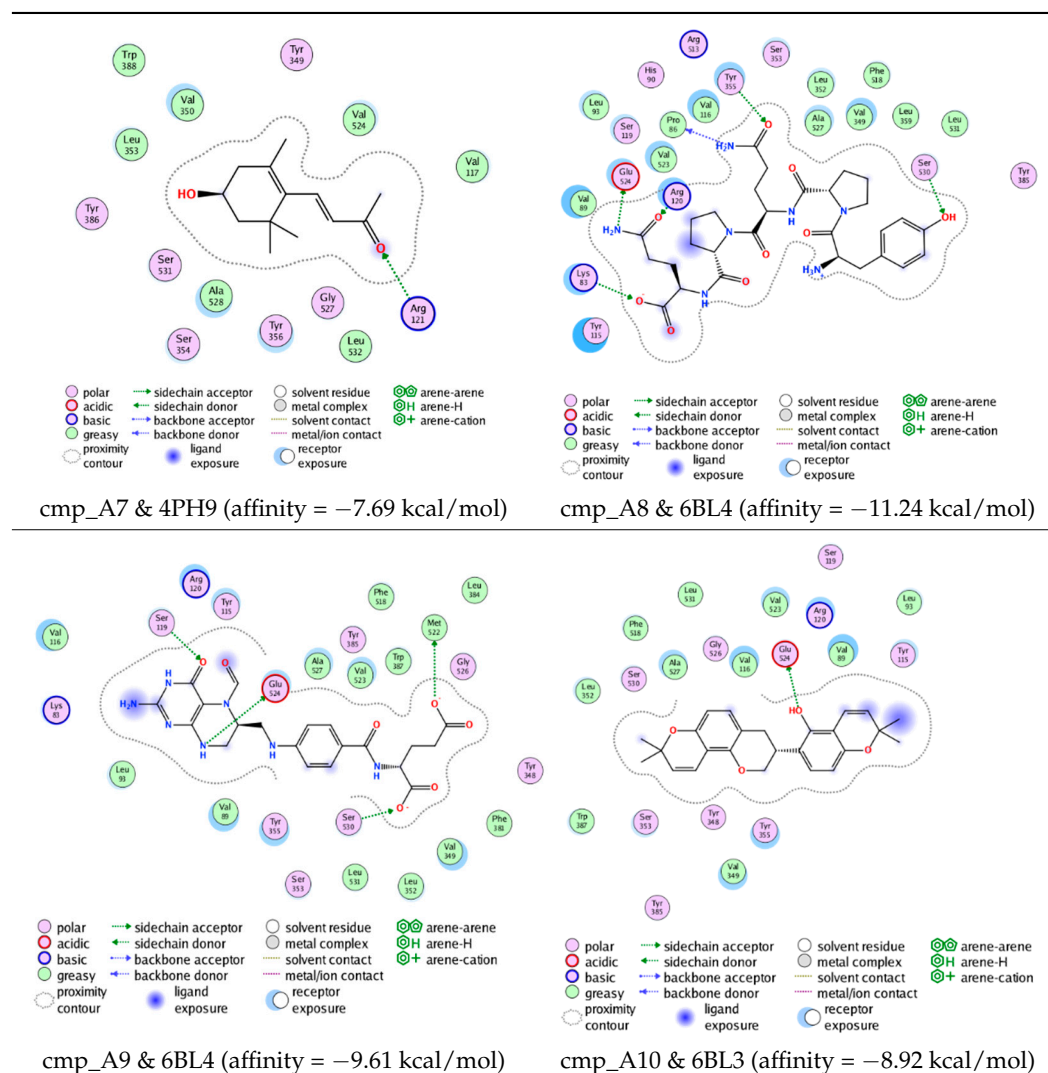 Trp 388
Tyr 349
Val 350
Val 524
Leu 353
Val 117
HO
O
Tyr 386
Ser 531
Ala 528
Gly 527
Arg 121
Ser 354
Tyr 356
Leu 532
polar
sidechain acceptor
solvent residue
arene-arene
acidic
sidechain donor
metal complex
H arene-H
basic
backbone acceptor
solvent contact
+ arene-cation
greasy
backbone donor
metal/ion contact
proximity contour
ligand exposure
receptor exposure
cmp_A7 & 4PH9 (affinity = −7.69 kcal/mol)
Arg 513
Ser 353
His 90
Tyr 355
Leu 352
Phe 518
Leu 93
Pro 86
Val 116
Ala 527
Val 349
Leu 359
Leu 531
Ser 119
H₂N
O
Val 523
Ser 530
Tyr 385
Glu 524
Arg 120
Val 89
O
H₂N
O
N
H
O
N
OH
N
O
O
H₃N
Lys 83
O
N
H
O
O
Tyr 115
polar
sidechain acceptor
solvent residue
arene-arene
acidic
sidechain donor
metal complex
H arene-H
basic
backbone acceptor
solvent contact
+ arene-cation
greasy
backbone donor
metal/ion contact
proximity contour
ligand exposure
receptor exposure
cmp_A8 & 6BL4 (affinity = −11.24 kcal/mol)
Arg 120
Phe 518
Leu 384
Ser 119
Tyr 115
Met 522
Val 116
Tyr 385
Trp 387
Gly 526
Ala 527
Val 523
O
O
HN
N
Glu 524
Lys 83
H₂N
N
N
H
N
H
O
O
O
N
H
Leu 93
O
O
Tyr 348
Val 89
Tyr 355
Ser 530
Phe 381
Val 349
Ser 353
Leu 531
Leu 352
polar
sidechain acceptor
solvent residue
arene-arene
acidic
sidechain donor
metal complex
H arene-H
basic
backbone acceptor
solvent contact
+ arene-cation
greasy
backbone donor
metal/ion contact
proximity contour
ligand exposure
receptor exposure
cmp_A9 & 6BL4 (affinity = −9.61 kcal/mol)
Ser 119
Leu 531
Val 523
Leu 93
Arg 120
Phe 518
Gly 526
Glu 524
Val 89
Tyr 115
Ala 527
Val 116
Ser 530
Leu 352
HO
O
O
O
Trp 387
Ser 353
Tyr 348
Tyr 355
Val 349
Tyr 385
polar
sidechain acceptor
solvent residue
arene-arene
acidic
sidechain donor
metal complex
H arene-H
basic
backbone acceptor
solvent contact
+ arene-cation
greasy
backbone donor
metal/ion contact
proximity contour
ligand exposure
receptor exposure
cmp_A10 & 6BL3 (affinity = −8.92 kcal/mol)